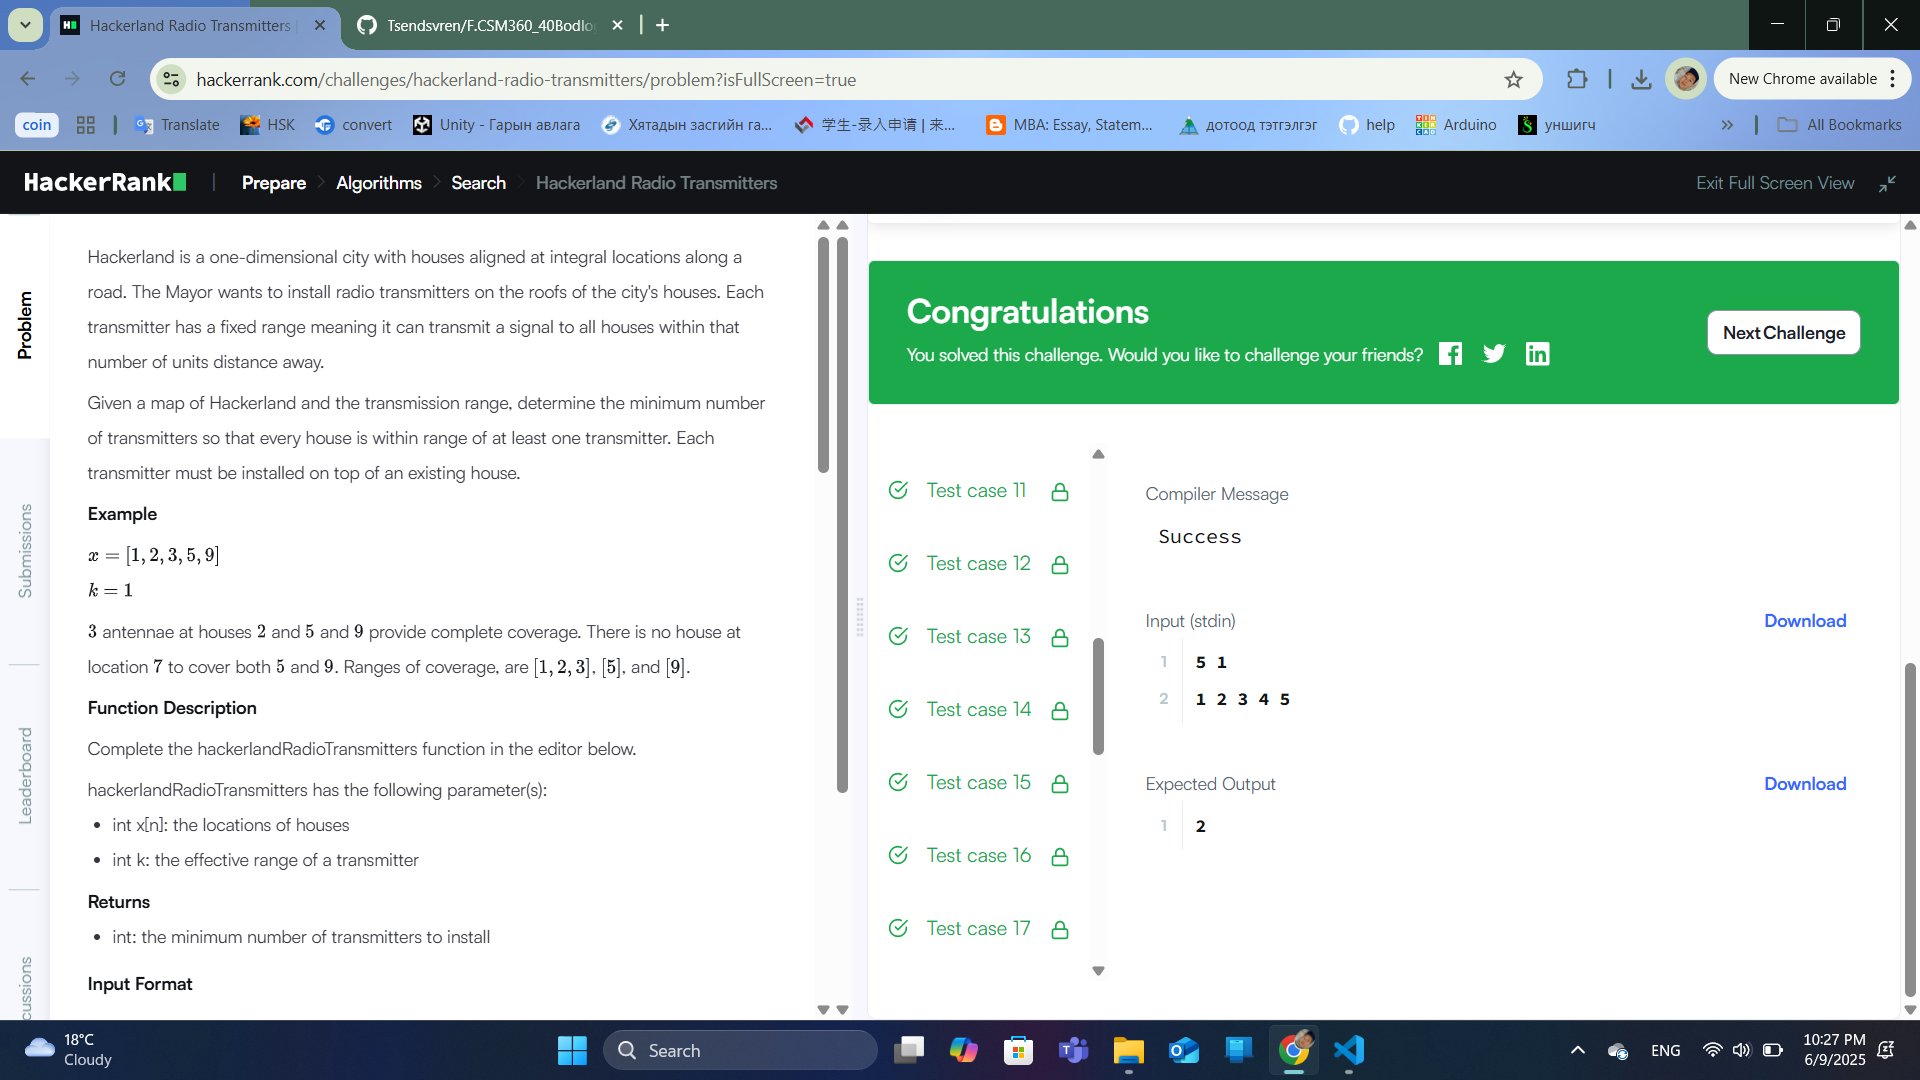 Hackerland Radio Transmitters |
Tsendsvren/F.CSM360_40Bodlo
hackerrank.com/challenges/hackerland-radio-transmitters/problem?isFullScreen=true
New Chrome available
coin
Translate
HSK
convert
Unity - Гарын авлага
Хятадын засгийн га...
学生-录入申请 | 来...
MBA: Essay, Statem...
дотоод тэтгэлгэг
help
Arduino
уншигч
All Bookmarks
HackerRank
Prepare
Algorithms
Search
Hackerland Radio Transmitters
Exit Full Screen View
Problem
Submissions
Leaderboard
cussions
Hackerland is a one-dimensional city with houses aligned at integral locations along a
road. The Mayor wants to install radio transmitters on the roofs of the city's houses. Each
transmitter has a fixed range meaning it can transmit a signal to all houses within that
number of units distance away.
Given a map of Hackerland and the transmission range, determine the minimum number
of transmitters so that every house is within range of at least one transmitter. Each
transmitter must be installed on top of an existing house.
Example
x = [1, 2, 3, 5, 9]
k = 1
3 antennae at houses 2 and 5 and 9 provide complete coverage. There is no house at
location 7 to cover both 5 and 9. Ranges of coverage, are [1, 2, 3], [5], and [9].
Function Description
Complete the hackerlandRadioTransmitters function in the editor below.
hackerlandRadioTransmitters has the following parameter(s):
• int x[n]: the locations of houses
• int k: the effective range of a transmitter
Returns
• int: the minimum number of transmitters to install
Input Format
Congratulations
You solved this challenge. Would you like to challenge your friends?
Next Challenge
Test case 11
Test case 12
Test case 13
Test case 14
Test case 15
Test case 16
Test case 17
Compiler Message
Success
Input (stdin)
Download
1 5 1
2 1 2 3 4 5
Expected Output
Download
1 2
18°C
Cloudy
Search
ENG
10:27 PM
6/9/2025